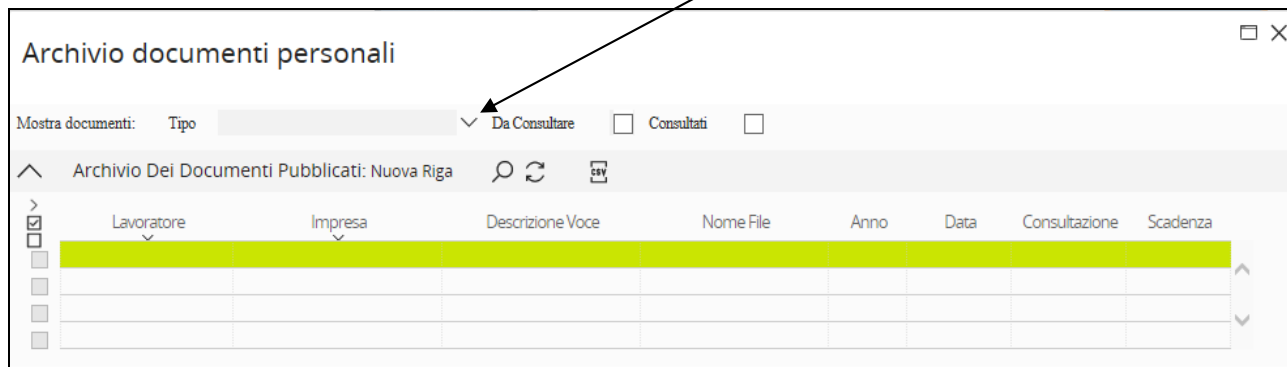 Archivio documenti personali
Mostra documenti: Tipo Da Consultare Consultati
Archivio Dei Documenti Pubblicati: Nuova Riga CSV
Lavoratore Impresa Descrizione Voce Nome File Anno Data Consultazione Scadenza